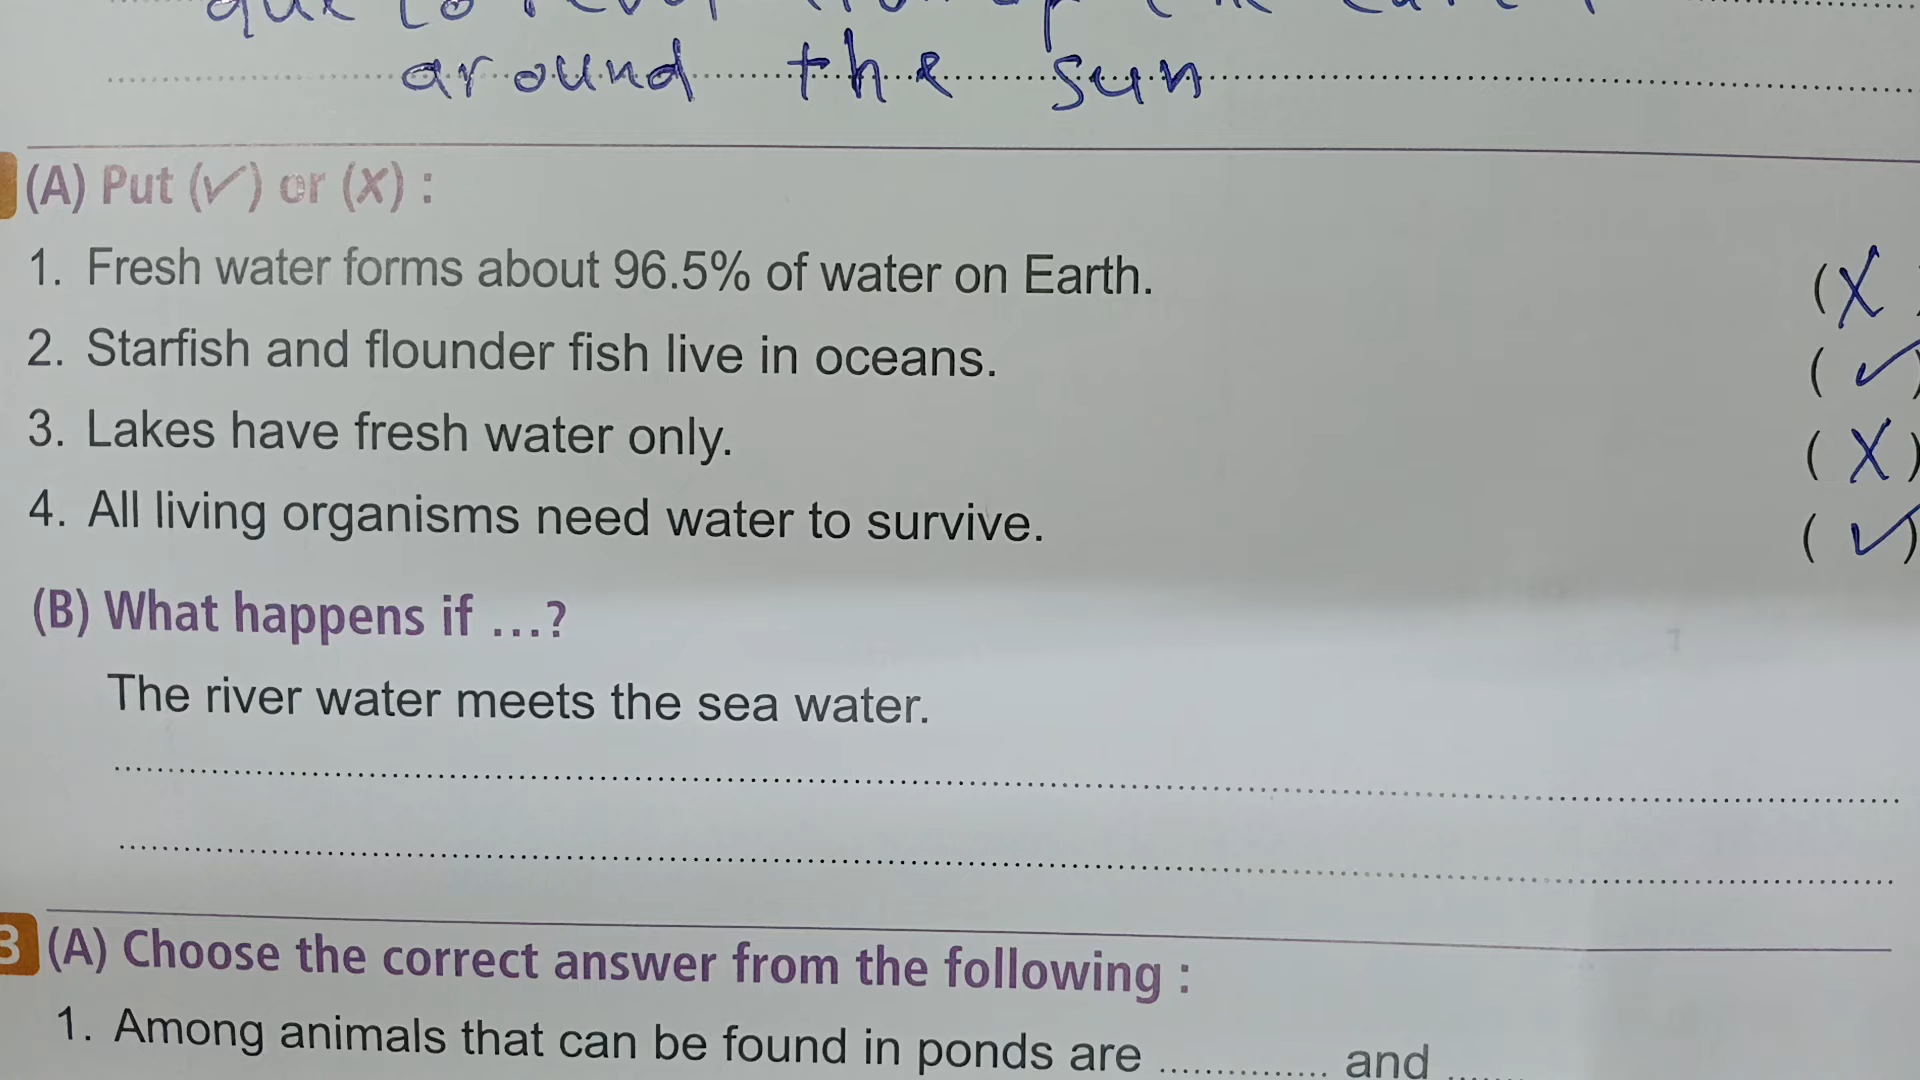 around the sun
(A) Put (✓) or (X) :
1. Fresh water forms about 96.5% of water on Earth. (X
2. Starfish and flounder fish live in oceans. (✓)
3. Lakes have fresh water only. (X)
4. All living organisms need water to survive. (✓)
(B) What happens if ...?
The river water meets the sea water.
3 (A) Choose the correct answer from the following :
1. Among animals that can be found in ponds are ............... and ......